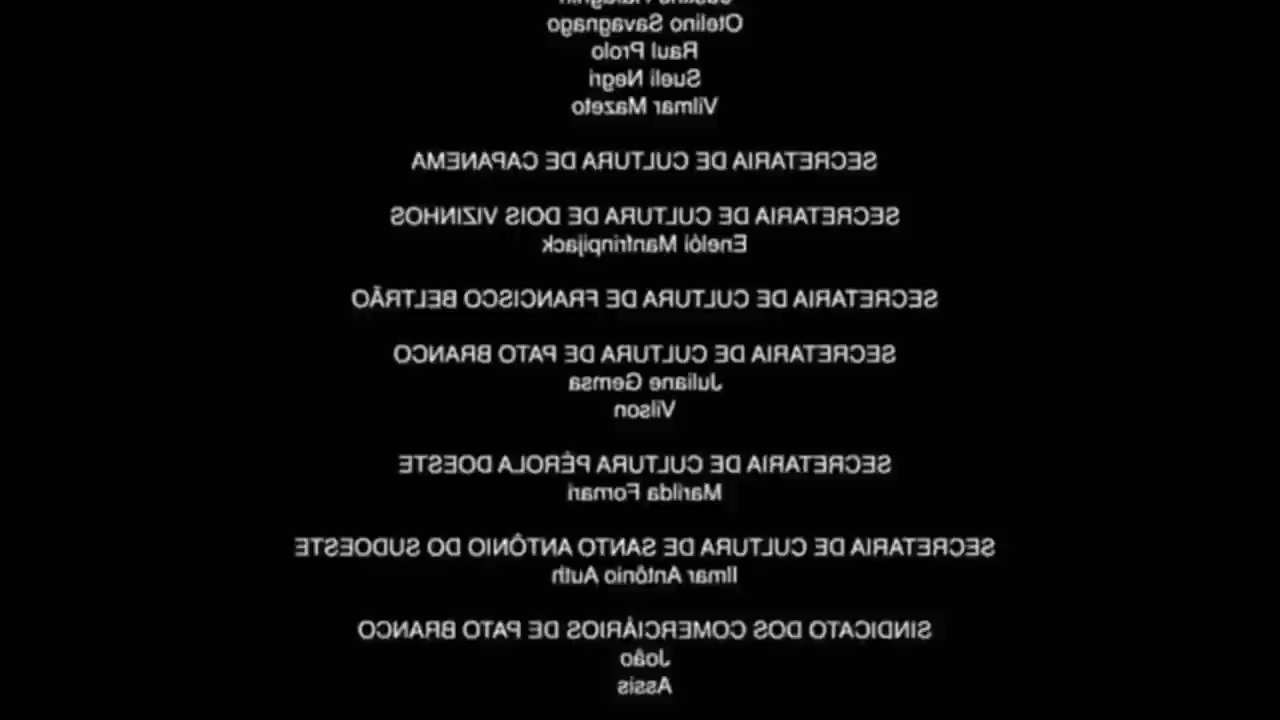 Otelino Savagnago
Raul Prolo
Sueli Negri
Vilmar Mazeto
SECRETARIA DE CULTURA DE CAPANEMA
SECRETARIA DE CULTURA DE DOIS VIZINHOS
Enelói Manfrinpijack
SECRETARIA DE CULTURA DE FRANCISCO BELTRÃO
SECRETARIA DE CULTURA DE PATO BRANCO
Juliane Gemsa
Vilson
SECRETARIA DE CULTURA PÉROLA DOESTE
Marilda Fornari
SECRETARIA DE CULTURA DE SANTO ANTÔNIO DO SUDOESTE
Ilmar Antônio Auth
SINDICATO DOS COMERCIÁRIOS DE PATO BRANCO
João
Assis